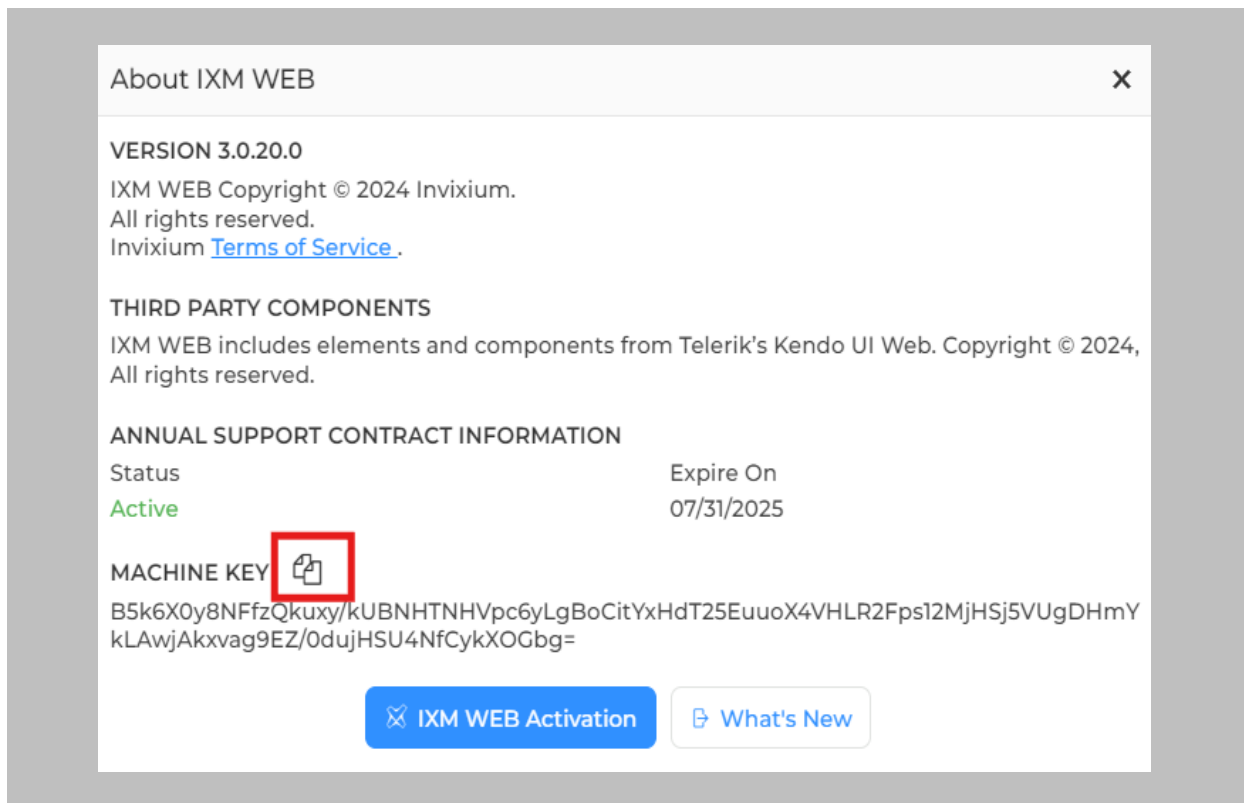 About IXM WEB
VERSION 3.0.20.0
IXM WEB Copyright © 2024 Invixium.
All rights reserved.
Invixium Terms of Service .
THIRD PARTY COMPONENTS
IXM WEB includes elements and components from Telerik’s Kendo UI Web. Copyright © 2024,
All rights reserved.
ANNUAL SUPPORT CONTRACT INFORMATION
Status Expire On
Active 07/31/2025
MACHINE KEY
B5k6X0y8NFfzQkuxy/kUBNHTNHVpc6yLgBoCitYxHdT25EuuoX4VHLR2Fps12MjHSj5VUgDHmY
kLAwjAkxvag9EZ/0dujHSU4NfCykXOGbg=
IXM WEB Activation What's New